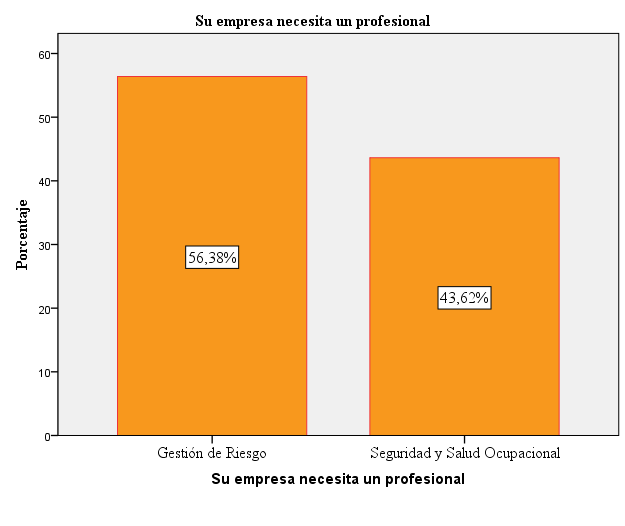 Su empresa necesita un profesional
60
50
40
30
20
10
0
Porcentaje
56,38%
43,62%
Gestión de Riesgo
Seguridad y Salud Ocupacional
Su empresa necesita un profesional